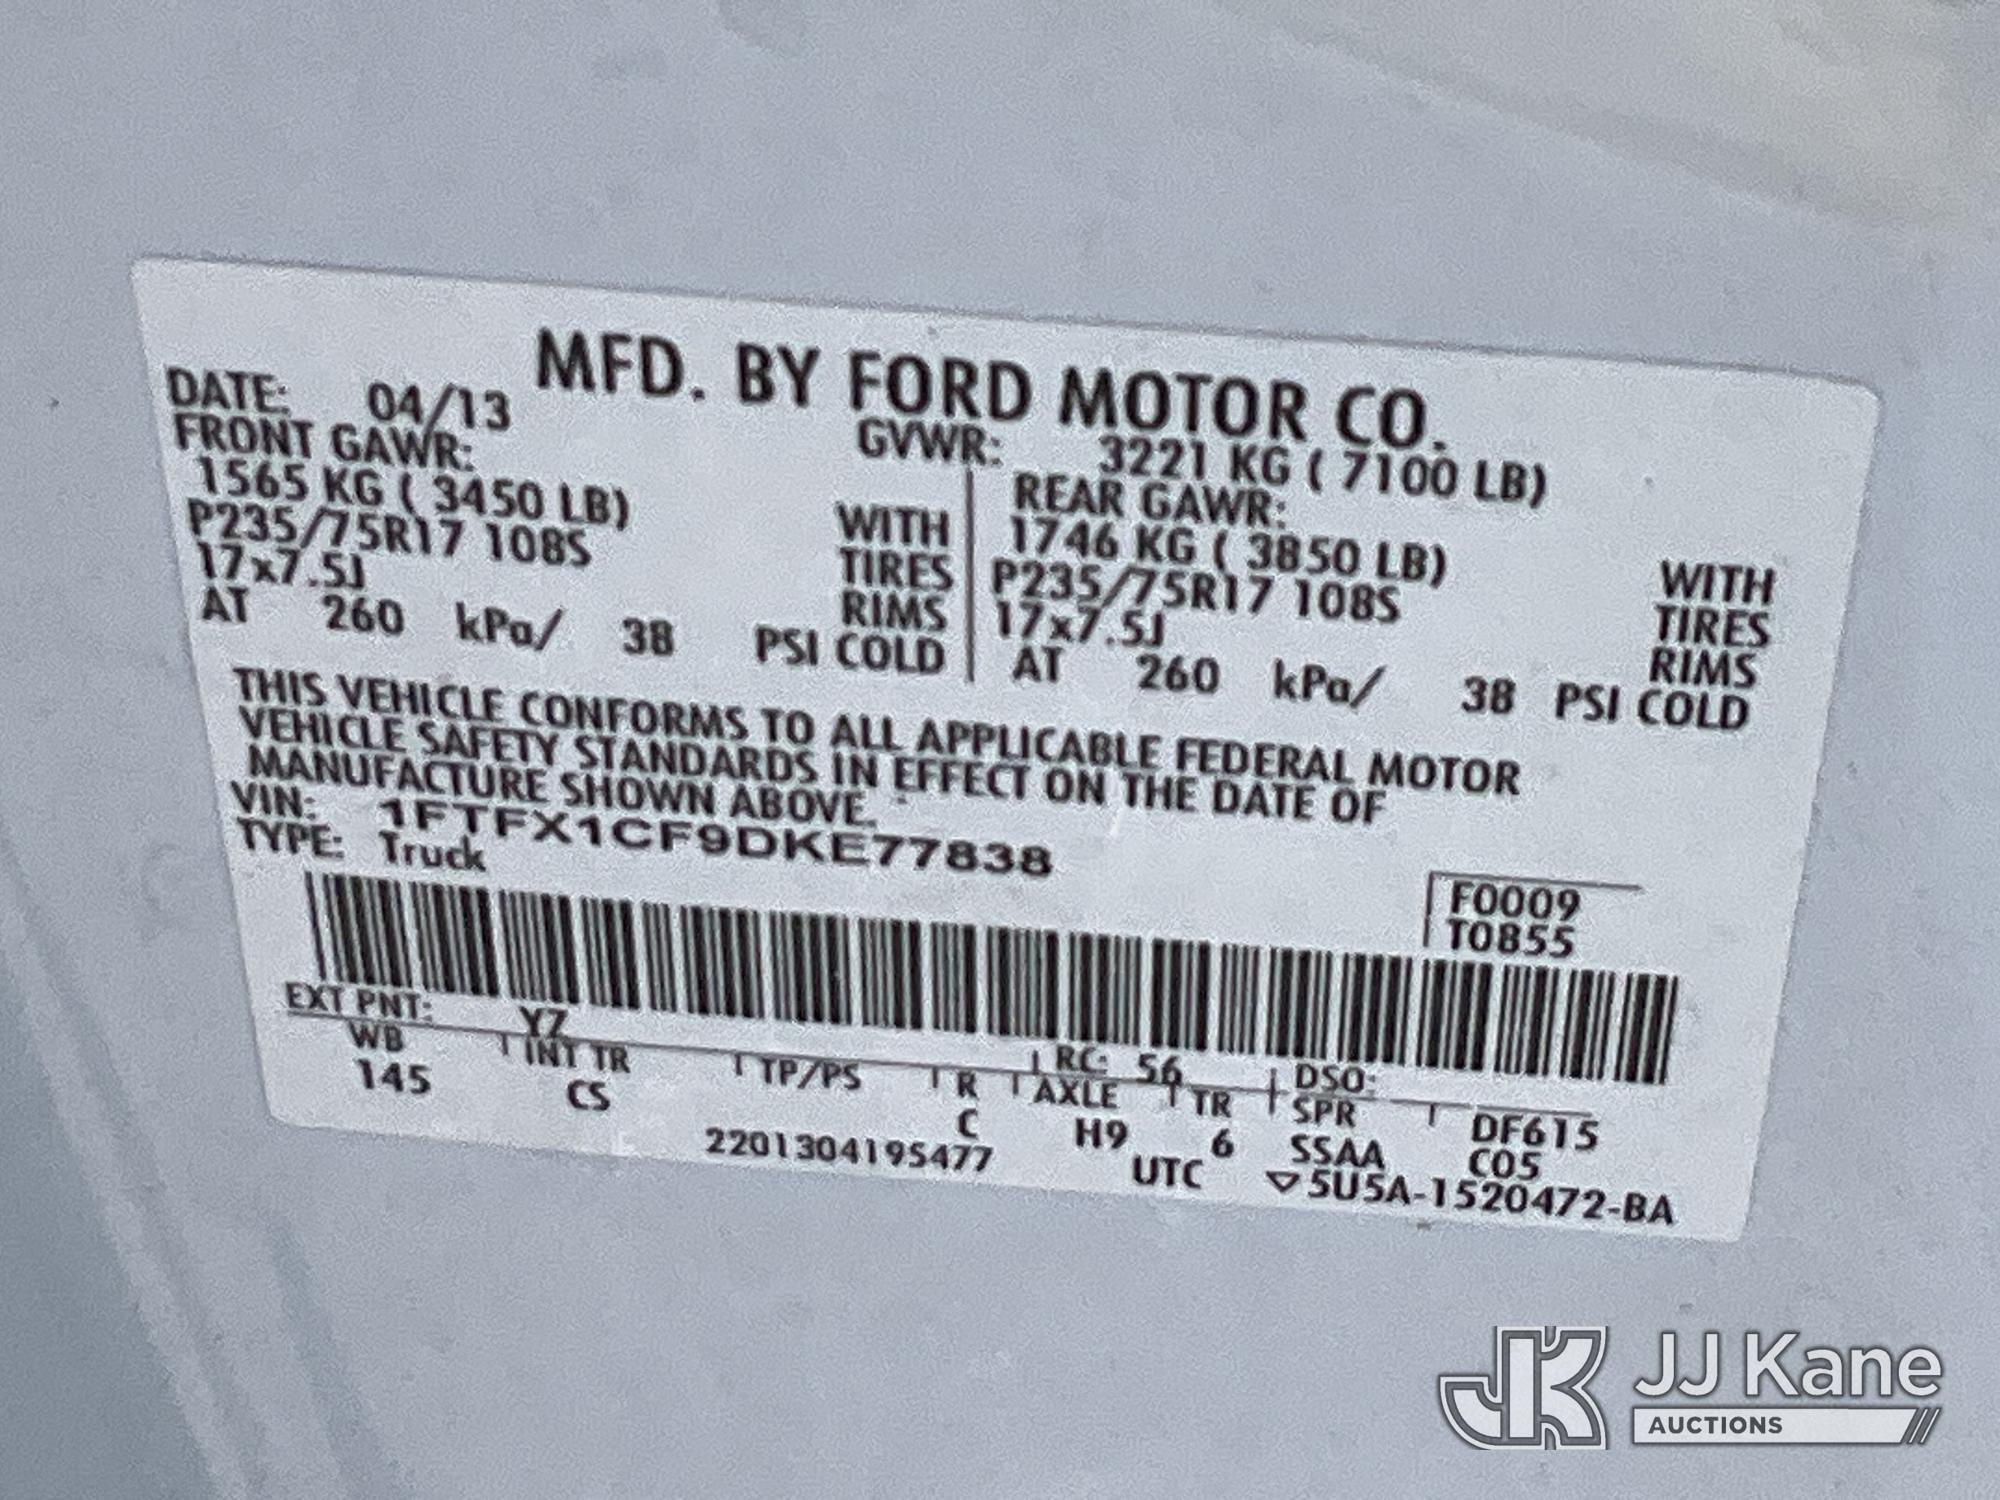 MFD. BY FORD MOTOR CO.
DATE: 04/13
GVWR: 3221 KG ( 7100 LB)
FRONT GAWR:
1565 KG ( 3450 LB) WITH
P235/75R17 108S TIRES
17x7.5J RIMS
AT 260 kPa/ 38 PSI COLD
REAR GAWR:
1746 KG ( 3850 LB) WITH
P235/75R17 108S TIRES
17x7.5J RIMS
AT 260 kPa/ 38 PSI COLD
THIS VEHICLE CONFORMS TO ALL APPLICABLE FEDERAL MOTOR
VEHICLE SAFETY STANDARDS IN EFFECT ON THE DATE OF
MANUFACTURE SHOWN ABOVE.
VIN: 1FTFX1CF9DKE77838
TYPE: Truck
F0009
T0855
EXT PNT: YZ RC: 56 DSO:
WB INT TR TP/PS R AXLE TR SPR DF615
145 CS C H9 6 SSAA C05
2201304195477 UTC ▽5U5A-1520472-BA
JK JJ Kane
AUCTIONS